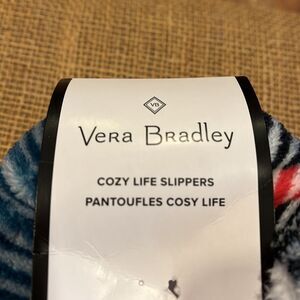 VB
Vera Bradley
COZY LIFE SLIPPERS
PANTOUFLES COSY LIFE